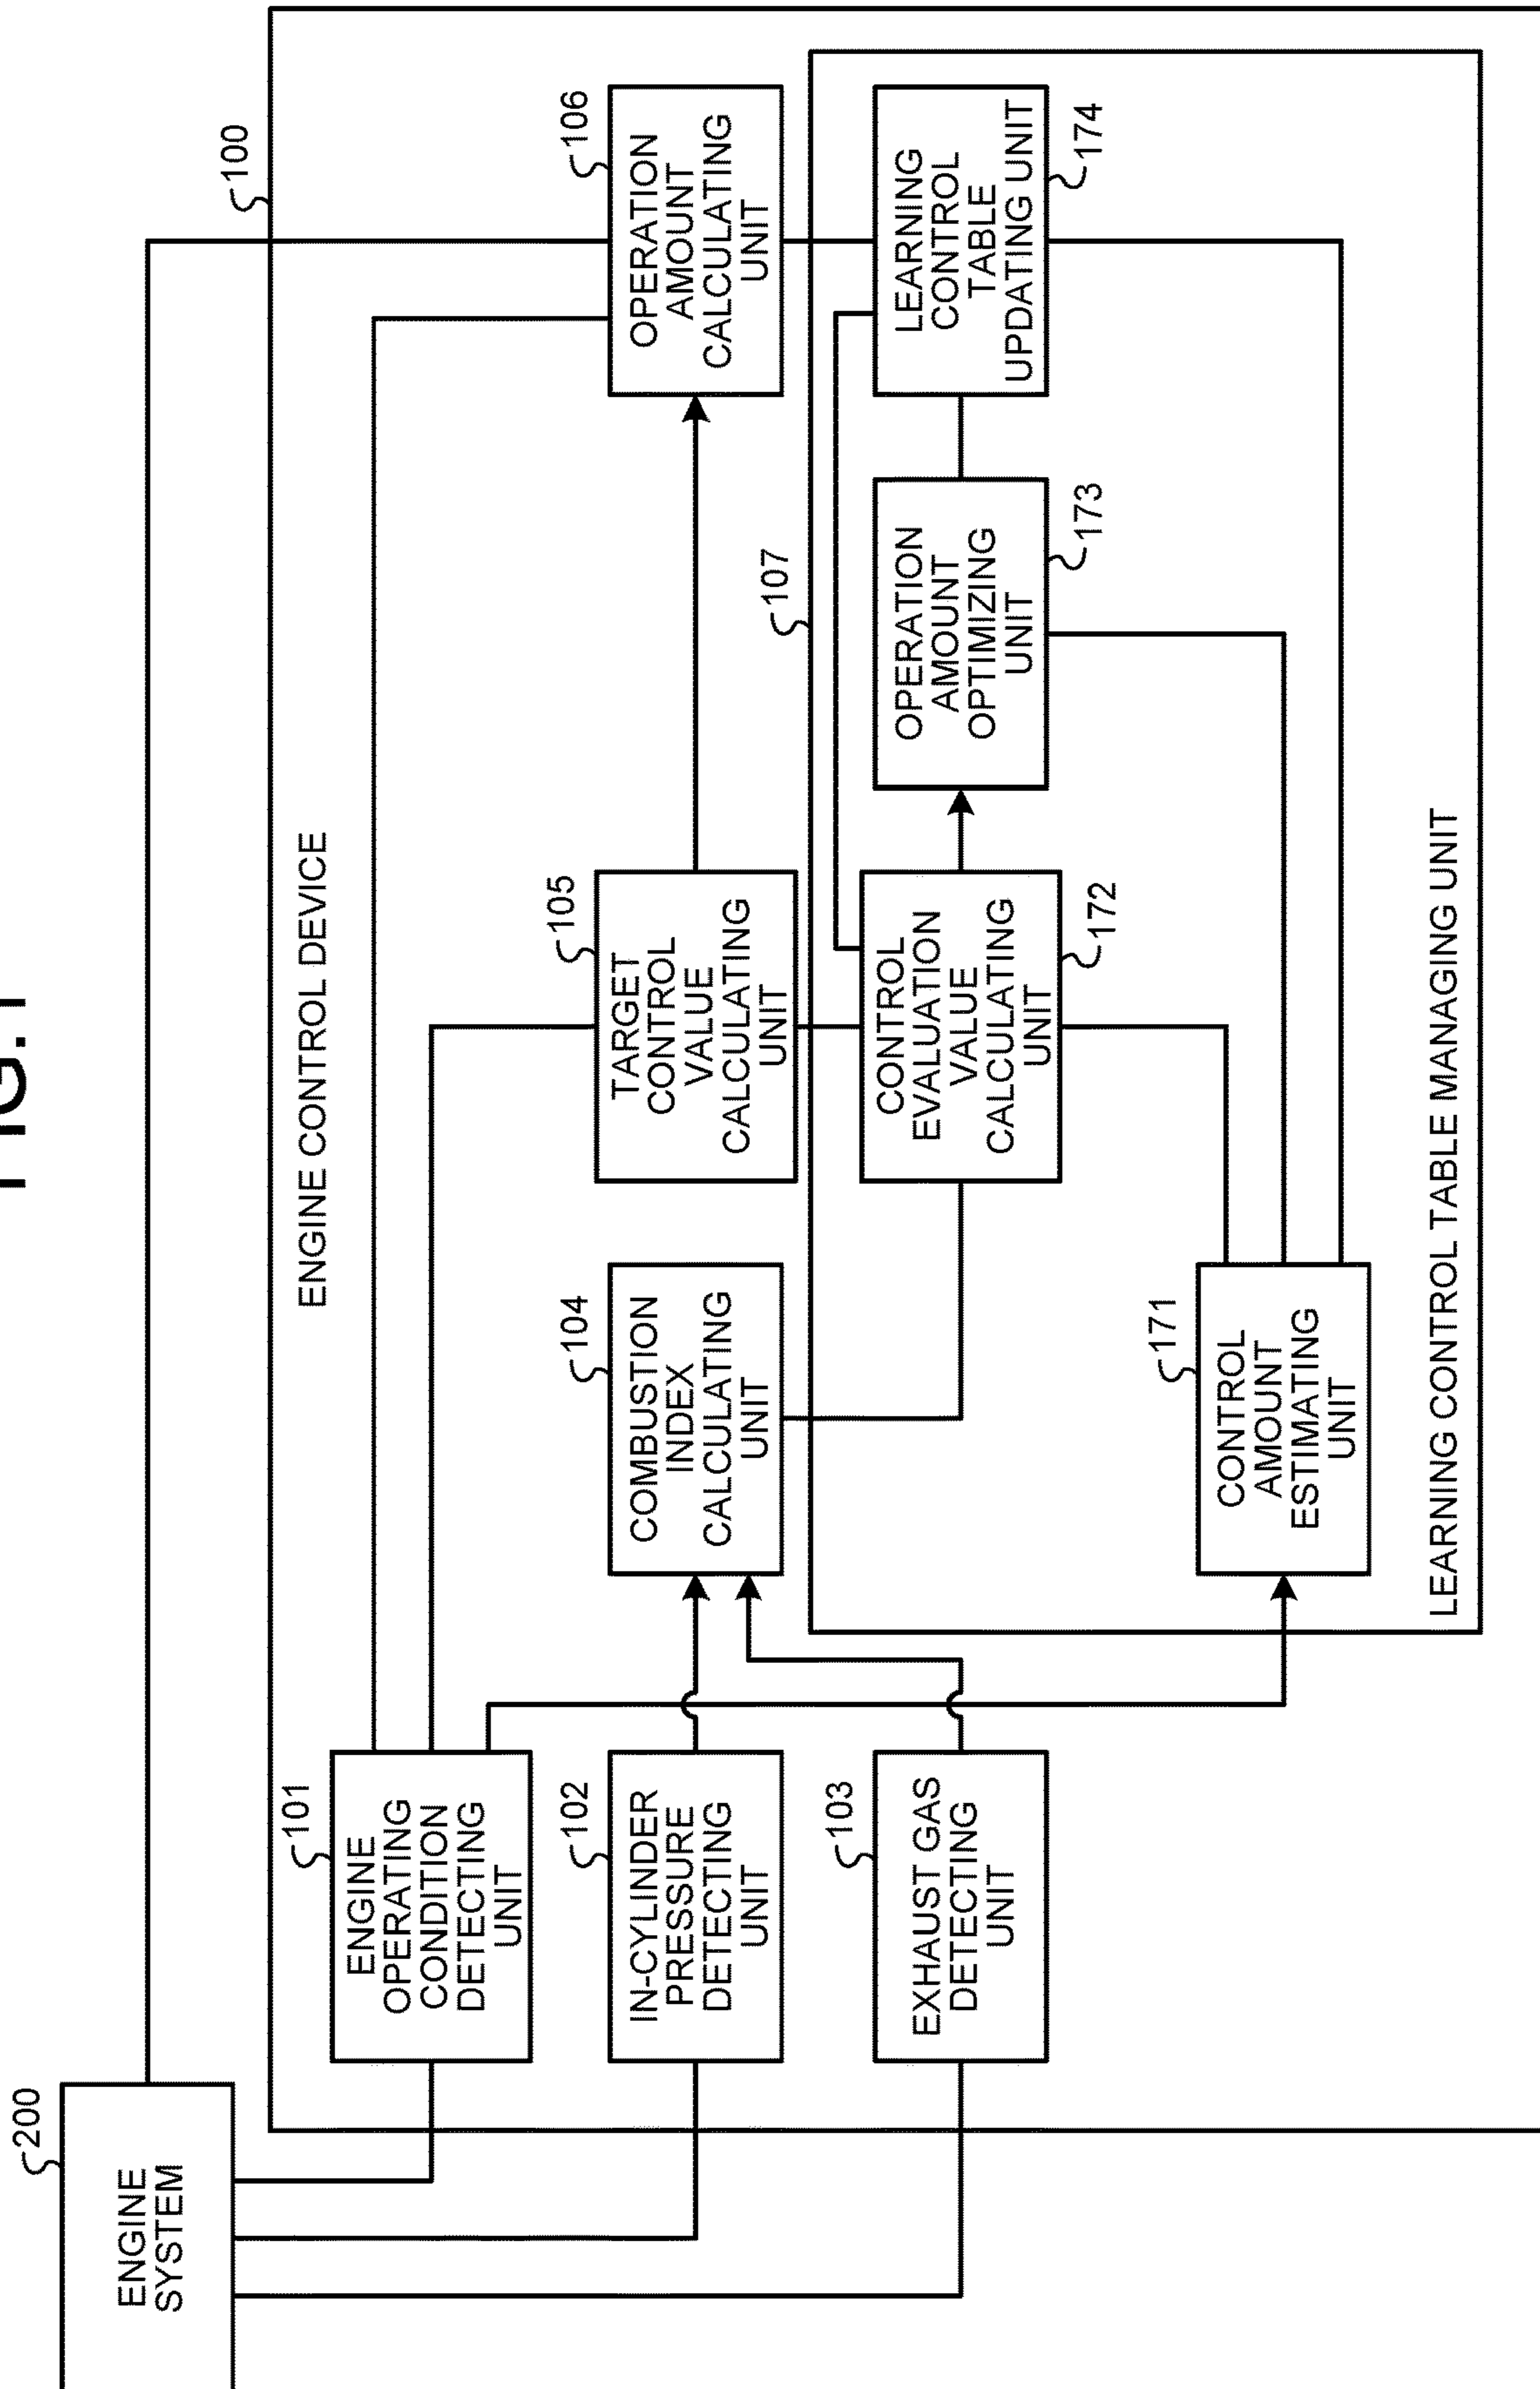 FIG.1
200
ENGINE
SYSTEM
100
ENGINE CONTROL DEVICE
101
ENGINE
OPERATING
CONDITION
DETECTING
UNIT
102
IN-CYLINDER
PRESSURE
DETECTING
UNIT
103
EXHAUST GAS
DETECTING
UNIT
104
COMBUSTION
INDEX
CALCULATING
UNIT
105
TARGET
CONTROL
VALUE
CALCULATING
UNIT
106
OPERATION
AMOUNT
CALCULATING
UNIT
107
171
CONTROL
AMOUNT
ESTIMATING
UNIT
CONTROL
EVALUATION
VALUE
CALCULATING
UNIT
172
OPERATION
AMOUNT
OPTIMIZING
UNIT
173
LEARNING
CONTROL
TABLE
UPDATING UNIT
174
LEARNING CONTROL TABLE MANAGING UNIT